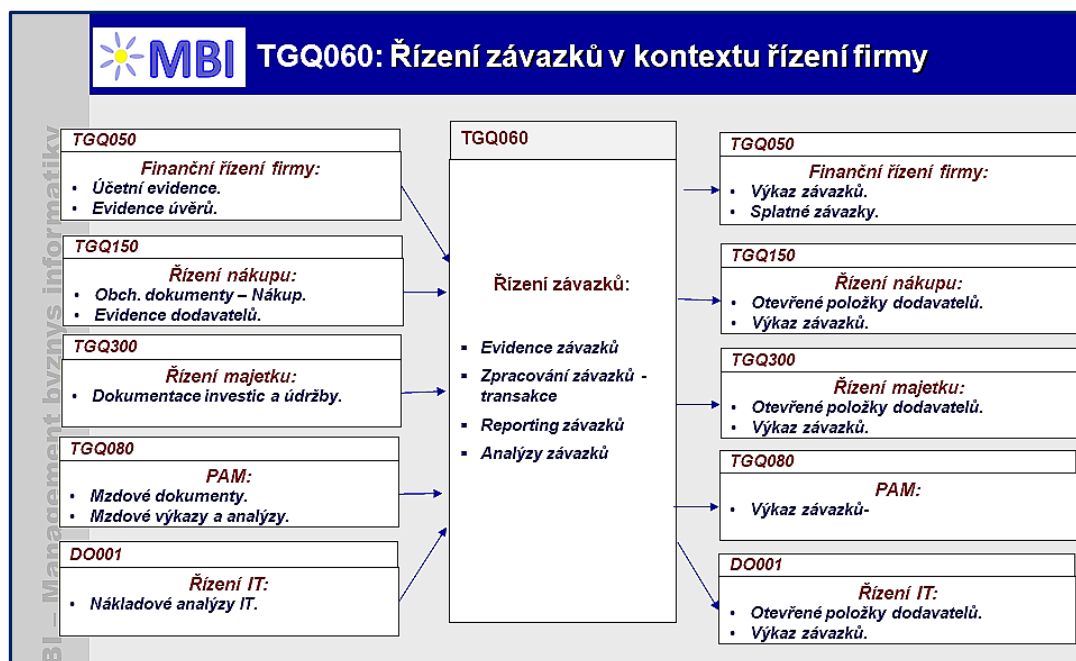 MBI
TGQ060: Řízení závazků v kontextu řízení firmy
BI – Management byznys informatiky
TGQ050
Finanční řízení firmy:
• Účetní evidence.
• Evidence úvěrů.
TGQ150
Řízení nákupu:
• Obch. dokumenty – Nákup.
• Evidence dodavatelů.
TGQ300
Řízení majetku:
• Dokumentace investic a údržby.
TGQ080
PAM:
• Mzdové dokumenty.
• Mzdové výkazy a analýzy.
DO001
Řízení IT:
• Nákladové analýzy IT.
TGQ060
Řízení závazků:
▪ Evidence závazků
▪ Zpracování závazků -
transakce
▪ Reporting závazků
▪ Analýzy závazků
TGQ050
Finanční řízení firmy:
• Výkaz závazků.
• Splatné závazky.
TGQ150
Řízení nákupu:
• Otevřené položky dodavatelů.
• Výkaz závazků.
TGQ300
Řízení majetku:
• Otevřené položky dodavatelů.
• Výkaz závazků.
TGQ080
PAM:
• Výkaz závazků-
DO001
Řízení IT:
• Otevřené položky dodavatelů.
• Výkaz závazků.